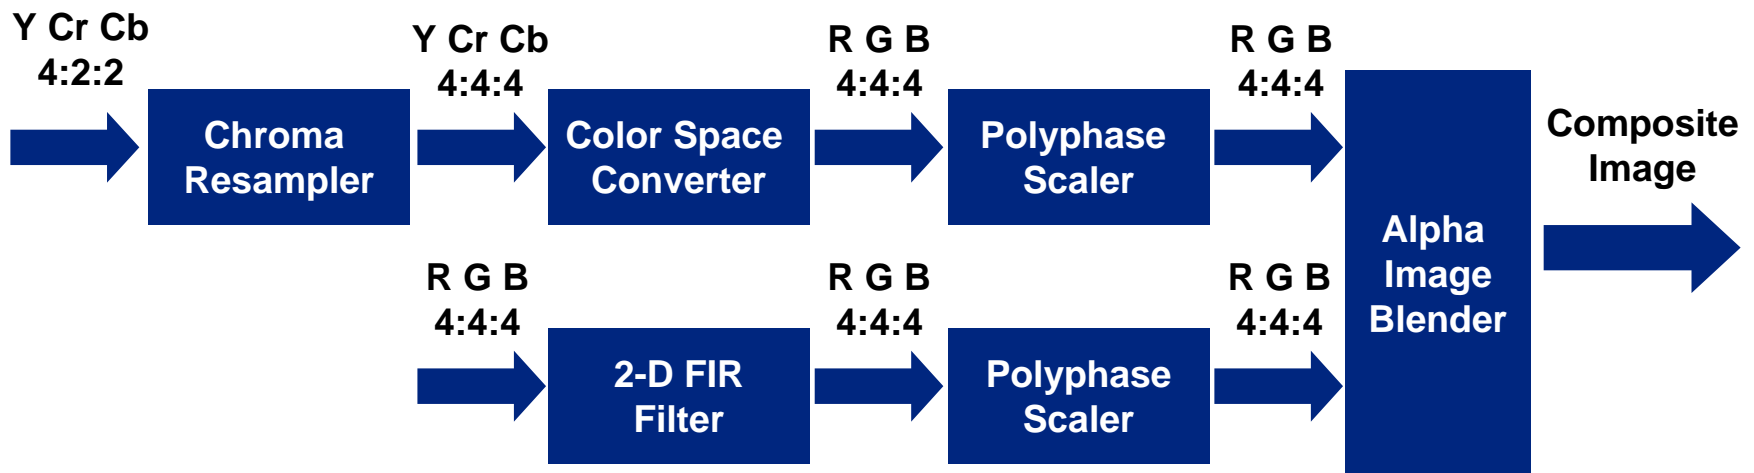 Y Cr Cb
4:2:2
Chroma
Resampler
Y Cr Cb
4:4:4
Color Space
Converter
R G B
4:4:4
Polyphase
Scaler
R G B
4:4:4
R G B
4:4:4
2-D FIR
Filter
R G B
4:4:4
Polyphase
Scaler
R G B
4:4:4
Alpha
Image
Blender
Composite
Image